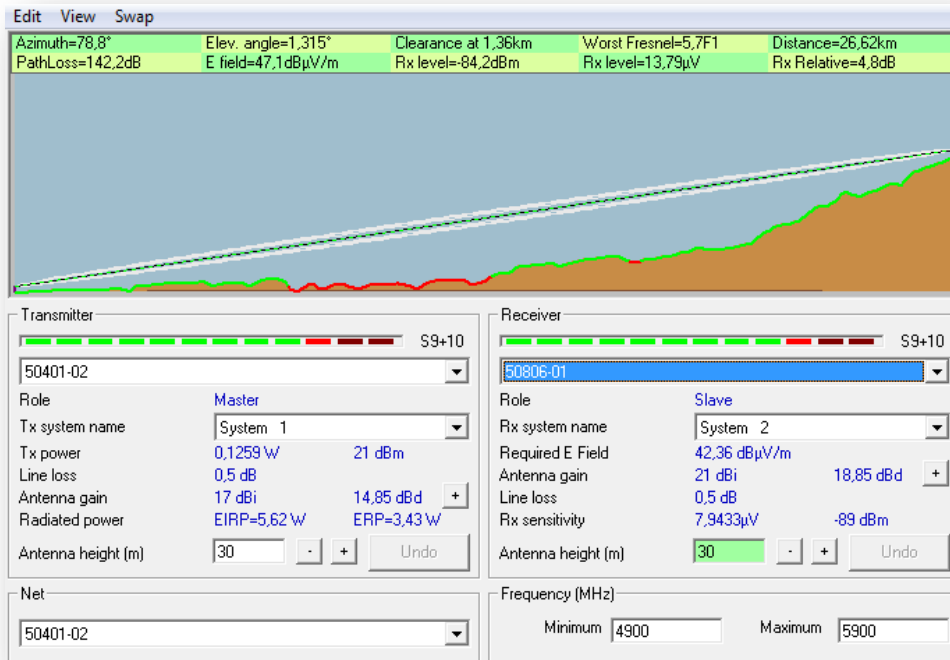 Edit View Swap
Azimuth=78,8° Elev. angle=1,315° Clearance at 1,36km Worst Fresnel=5,7F1 Distance=26,62km
PathLoss=142,2dB E field=47,1dBµV/m Rx level=-84,2dBm Rx level=13,79µV Rx Relative=4,8dB
Transmitter
S9+10
50401-02
Role Master
Tx system name System 1
Tx power 0,1259 W 21 dBm
Line loss 0,5 dB
Antenna gain 17 dBi 14,85 dBd +
Radiated power EIRP=5,62 W ERP=3,43 W
Antenna height (m) 30 - + Undo
Receiver
S9+10
50806-01
Role Slave
Rx system name System 2
Required E Field 42,36 dBµV/m
Antenna gain 21 dBi 18,85 dBd +
Line loss 0,5 dB
Rx sensitivity 7,9433µV -89 dBm
Antenna height (m) 30 - + Undo
Net
50401-02
Frequency (MHz)
Minimum 4900 Maximum 5900